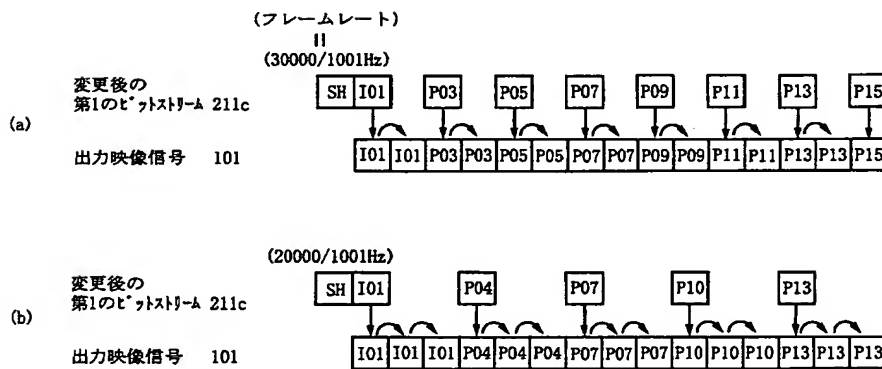 (フレームレート)
||
(30000/1001Hz)
変更後の
第1のビットストリーム 211c
SH I01 P03 P05 P07 P09 P11 P13 P15
(a)
出力映像信号 101
I01 I01 P03 P03 P05 P05 P07 P07 P09 P09 P11 P11 P13 P13 P15
(20000/1001Hz)
変更後の
第1のビットストリーム 211c
SH I01 P04 P07 P10 P13
(b)
出力映像信号 101
I01 I01 I01 P04 P04 P04 P07 P07 P07 P10 P10 P10 P13 P13 P13